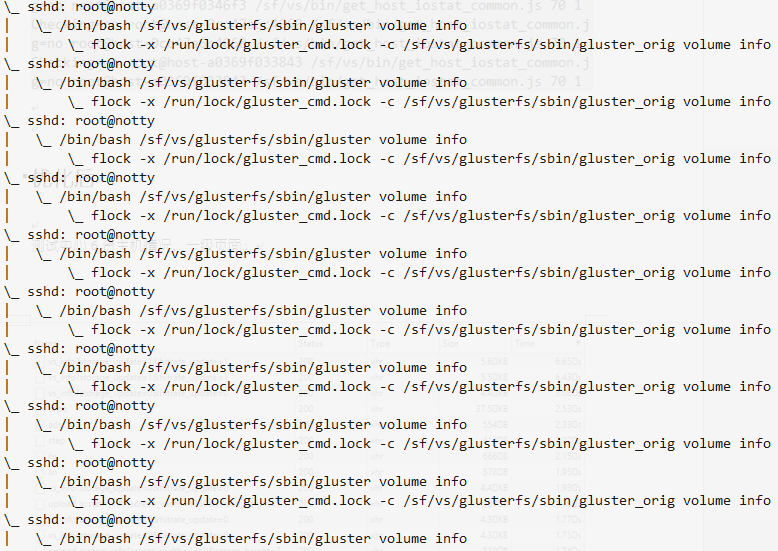 \_ sshd: root@notty
|   \_ /bin/bash /sf/vs/glusterfs/sbin/gluster volume info
|       \_ flock -x /run/lock/gluster_cmd.lock -c /sf/vs/glusterfs/sbin/gluster_orig volume info
\_ sshd: root@notty
|   \_ /bin/bash /sf/vs/glusterfs/sbin/gluster volume info
|       \_ flock -x /run/lock/gluster_cmd.lock -c /sf/vs/glusterfs/sbin/gluster_orig volume info
\_ sshd: root@notty
|   \_ /bin/bash /sf/vs/glusterfs/sbin/gluster volume info
|       \_ flock -x /run/lock/gluster_cmd.lock -c /sf/vs/glusterfs/sbin/gluster_orig volume info
\_ sshd: root@notty
|   \_ /bin/bash /sf/vs/glusterfs/sbin/gluster volume info
|       \_ flock -x /run/lock/gluster_cmd.lock -c /sf/vs/glusterfs/sbin/gluster_orig volume info
\_ sshd: root@notty
|   \_ /bin/bash /sf/vs/glusterfs/sbin/gluster volume info
|       \_ flock -x /run/lock/gluster_cmd.lock -c /sf/vs/glusterfs/sbin/gluster_orig volume info
\_ sshd: root@notty
|   \_ /bin/bash /sf/vs/glusterfs/sbin/gluster volume info
|       \_ flock -x /run/lock/gluster_cmd.lock -c /sf/vs/glusterfs/sbin/gluster_orig volume info
\_ sshd: root@notty
|   \_ /bin/bash /sf/vs/glusterfs/sbin/gluster volume info
|       \_ flock -x /run/lock/gluster_cmd.lock -c /sf/vs/glusterfs/sbin/gluster_orig volume info
\_ sshd: root@notty
|   \_ /bin/bash /sf/vs/glusterfs/sbin/gluster volume info
|       \_ flock -x /run/lock/gluster_cmd.lock -c /sf/vs/glusterfs/sbin/gluster_orig volume info
\_ sshd: root@notty
|   \_ /bin/bash /sf/vs/glusterfs/sbin/gluster volume info
|       \_ flock -x /run/lock/gluster_cmd.lock -c /sf/vs/glusterfs/sbin/gluster_orig volume info
\_ sshd: root@notty
|   \_ /bin/bash /sf/vs/glusterfs/sbin/gluster volume info